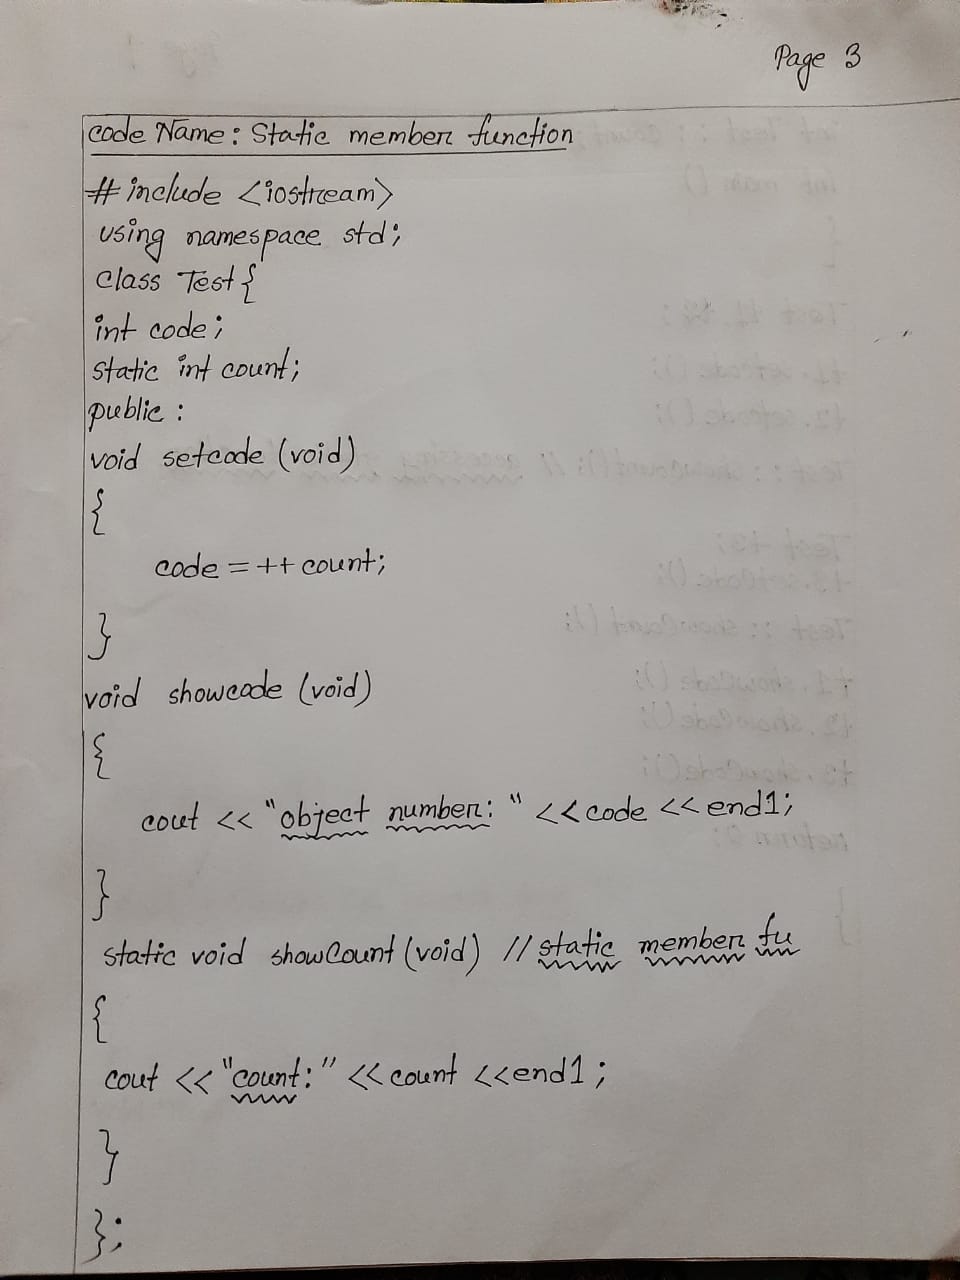 Page 3
code Name: Static member function
# include <iostream>
using namespace std;
class Test {
int code;
static int count;
public :
void setcode (void)
{
code = ++ count;
}
void showcode (void)
{
cout << "object number: " << code << end1;
}
static void showCount (void) // static member fu
{
cout << "count:" << count << end1 ;
}
};